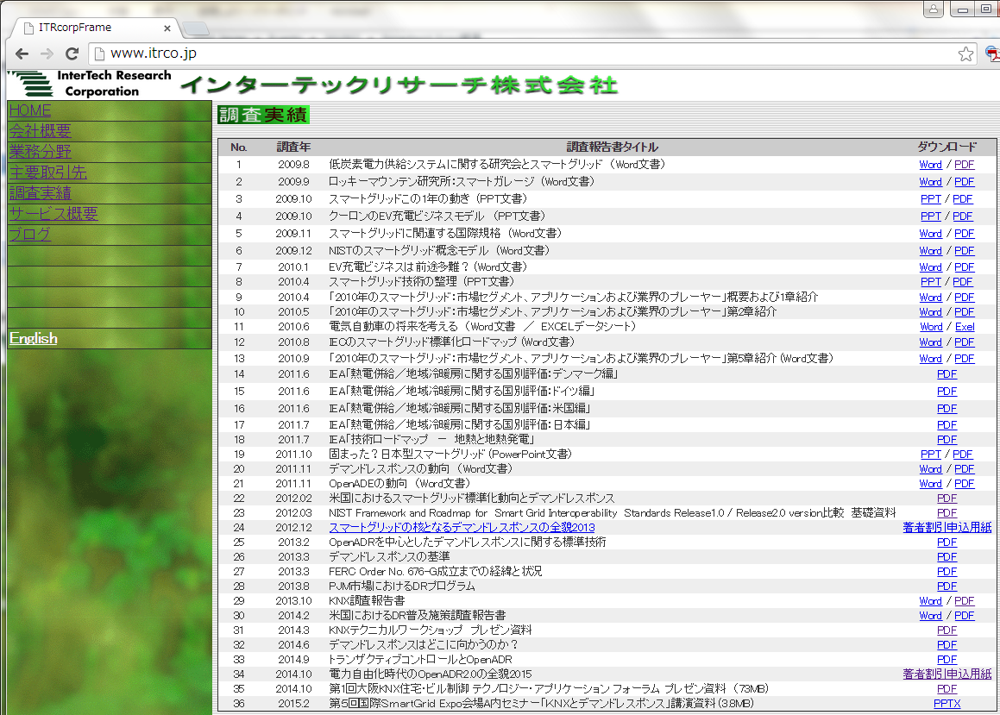 ITRcorpFrame
www.itrco.jp
InterTech Research
Corporation
インターテックリサーチ株式会社
HOME
会社概要
業務分野
主要取引先
調査実績
サービス概要
ブログ
English
調査実績
No. 調査年 調査報告書タイトル ダウンロード
1 2009.8 低炭素電力供給システムに関する研究会とスマートグリッド（Word文書） Word / PDF
2 2009.9 ロッキーマウンテン研究所：スマートガレージ（Word文書） Word / PDF
3 2009.10 スマートグリッドこの1年の動き（PPT文書） PPT / PDF
4 2009.10 クーロンのEV充電ビジネスモデル （PPT文書） PPT / PDF
5 2009.11 スマートグリッドに関連する国際規格（Word文書） Word / PDF
6 2009.12 NISTのスマートグリッド概念モデル（Word文書） Word / PDF
7 2010.1 EV充電ビジネスは前途多難？（Word文書） Word / PDF
8 2010.4 スマートグリッド技術の整理（PPT文書） PPT / PDF
9 2010.4 「2010年のスマートグリッド：市場セグメント、アプリケーションおよび業界のプレーヤー」概要および1章紹介 Word / PDF
10 2010.5 「2010年のスマートグリッド：市場セグメント、アプリケーションおよび業界のプレーヤー」第2章紹介 Word / PDF
11 2010.6 電気自動車の将来を考える（Word文書 ／ EXCELデータシート） Word / Exel
12 2010.8 IECのスマートグリッド標準化ロードマップ（Word文書） Word / PDF
13 2010.9 「2010年のスマートグリッド：市場セグメント、アプリケーションおよび業界のプレーヤー」第5章紹介（Word文書） Word / PDF
14 2011.6 IEA「熱電併給／地域冷暖房に関する国別評価：デンマーク編」 PDF
15 2011.6 IEA「熱電併給／地域冷暖房に関する国別評価：ドイツ編」 PDF
16 2011.6 IEA「熱電併給／地域冷暖房に関する国別評価：米国編」 PDF
17 2011.7 IEA「熱電併給／地域冷暖房に関する国別評価：日本編」 PDF
18 2011.7 IEA「技術ロードマップ － 地熱と地熱発電」 PDF
19 2011.10 固まった？日本型スマートグリッド（PowerPoint文書） PPT / PDF
20 2011.11 デマンドレスポンスの動向（Word文書） Word / PDF
21 2011.11 OpenADEの動向（Word文書） Word / PDF
22 2012.02 米国におけるスマートグリッド標準化動向とデマンドレスポンス PDF
23 2012.03 NIST Framework and Roadmap for Smart Grid Interoperability Standards Release1.0 / Release2.0 version比較 基礎資料 PDF
24 2012.12 スマートグリッドの核となるデマンドレスポンスの全貌2013 著者割引申込用紙
25 2013.2 OpenADRを中心としたデマンドレスポンスに関する標準技術 PDF
26 2013.3 デマンドレスポンスの基準 PDF
27 2013.3 FERC Order No. 676-G成立までの経緯と状況 PDF
28 2013.8 PJM市場におけるDRプログラム PDF
29 2013.10 KNX調査報告書 Word / PDF
30 2014.2 米国におけるDR普及施策調査報告書 Word / PDF
31 2014.3 KNXテクニカルワークショップ プレゼン資料 PDF
32 2014.6 デマンドレスポンスはどこに向かうのか？ PDF
33 2014.9 トランザクティブコントロールとOpenADR PDF
34 2014.10 電力自由化時代のOpenADR2.0の全貌2015 著者割引申込用紙
35 2014.10 第1回大阪KNX住宅・ビル制御 テクノロジー・アプリケーション フォーラム プレゼン資料（73MB） PDF
36 2015.2 第5回国際SmartGrid Expo会場A内セミナー「KNXとデマンドレスポンス」講演資料（3.8MB） PPTX